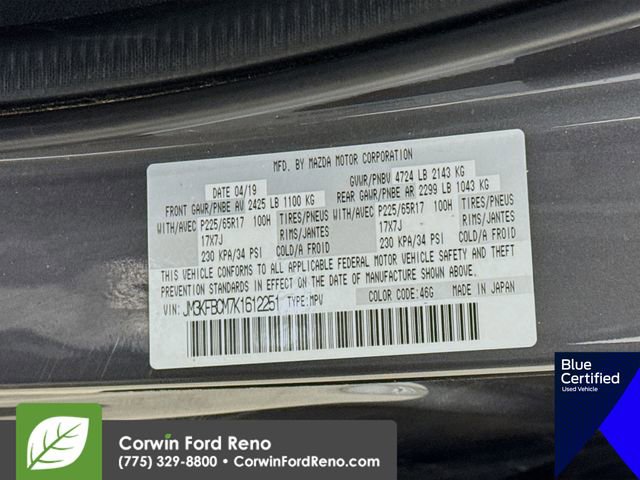 MFD. BY MAZDA MOTOR CORPORATION
DATE 04/19
GVWR/PNBV 4724 LB 2143 KG
FRONT GAWR/PNBE AV 2425 LB 1100 KG
REAR GAWR/PNBE AR 2299 LB 1043 KG
WITH/AVEC P225/65R17 100H TIRES/PNEUS
17X7J RIMS/JANTES
230 KPA/34 PSI COLD/A FROID
WITH/AVEC P225/65R17 100H TIRES/PNEUS
17X7J RIMS/JANTES
230 KPA/34 PSI COLD/A FROID
THIS VEHICLE CONFORMS TO ALL APPLICABLE FEDERAL MOTOR VEHICLE SAFETY AND THEFT
PREVENTION STANDARDS IN EFFECT ON THE DATE OF MANUFACTURE SHOWN ABOVE.
VIN: JM3KFBCM7K1612251 TYPE:MPV
COLOR CODE:46G MADE IN JAPAN
Blue
Certified
Used Vehicle
Corwin Ford Reno
(775) 329-8800 • CorwinFordReno.com